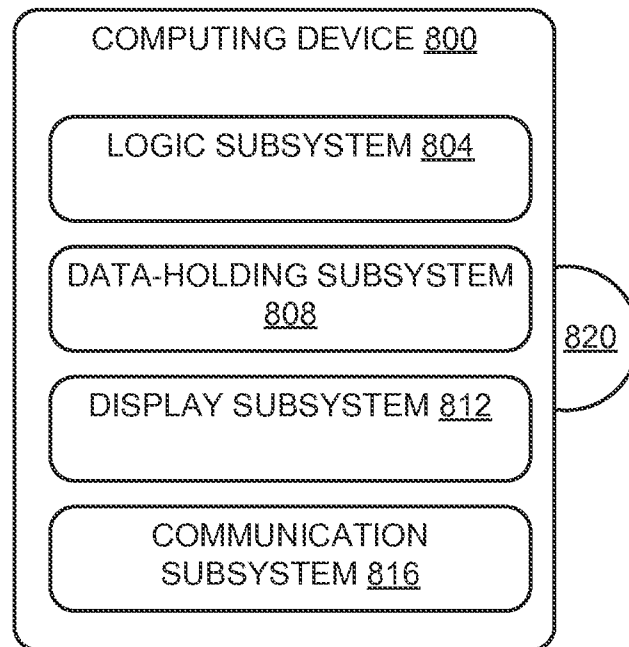 COMPUTING DEVICE 800
LOGIC SUBSYSTEM 804
DATA-HOLDING SUBSYSTEM
808
820
DISPLAY SUBSYSTEM 812
COMMUNICATION
SUBSYSTEM 816